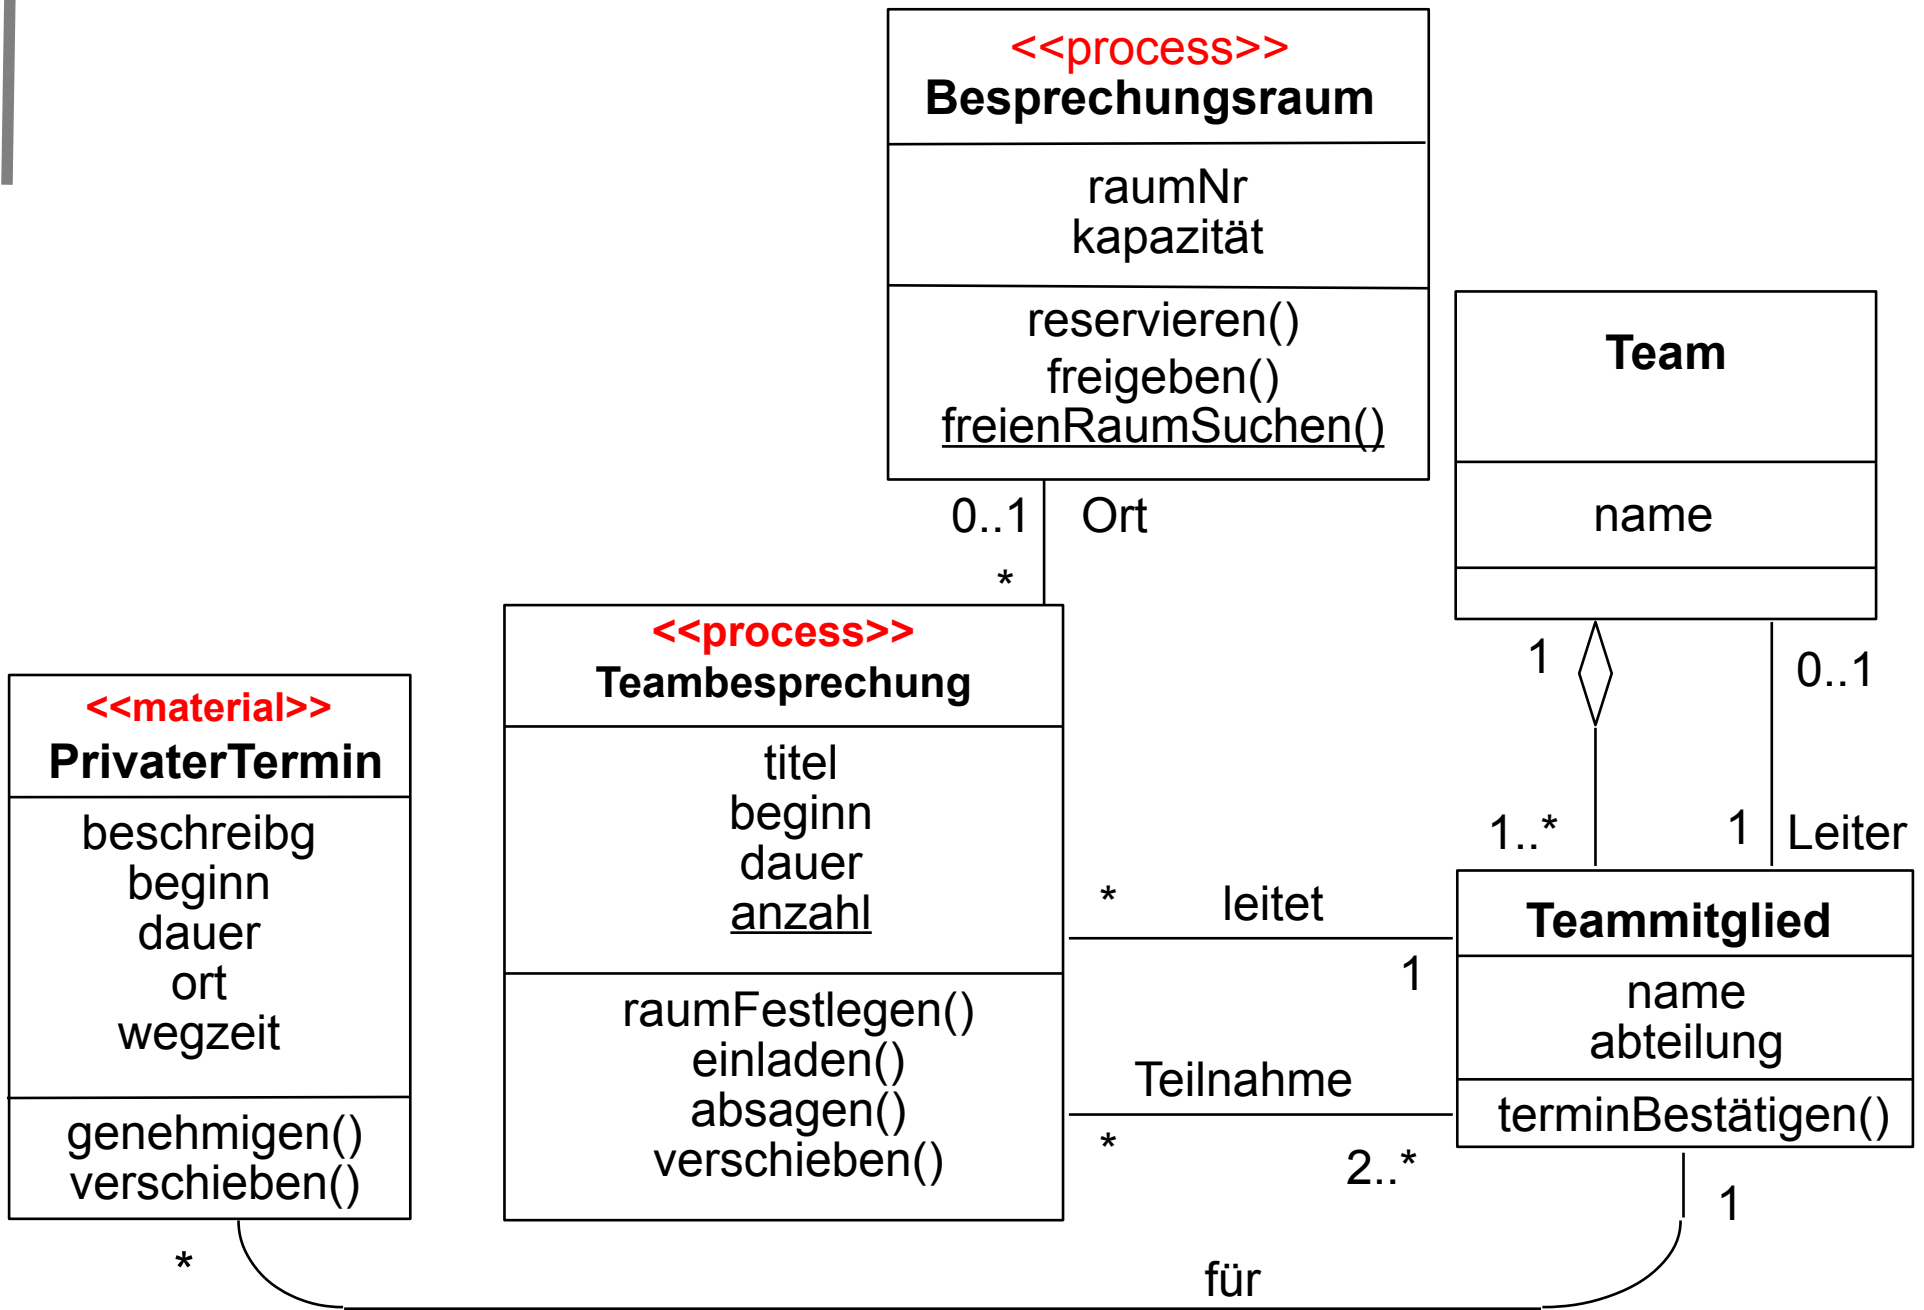 <<process>>
Besprechungsraum
raumNr
kapazität
reservieren()
freigeben()
freienRaumSuchen()
0..1
Ort
*
Team
name
1
0..1
1..*
1
Leiter
<<process>>
Teambesprechung
titel
beginn
dauer
anzahl
raumFestlegen()
einladen()
absagen()
verschieben()
<<material>>
PrivaterTermin
beschreibg
beginn
dauer
ort
wegzeit
genehmigen()
verschieben()
*
leitet
1
Teilnahme
*
2..*
Teammitglied
name
abteilung
terminBestätigen()
1
*
für